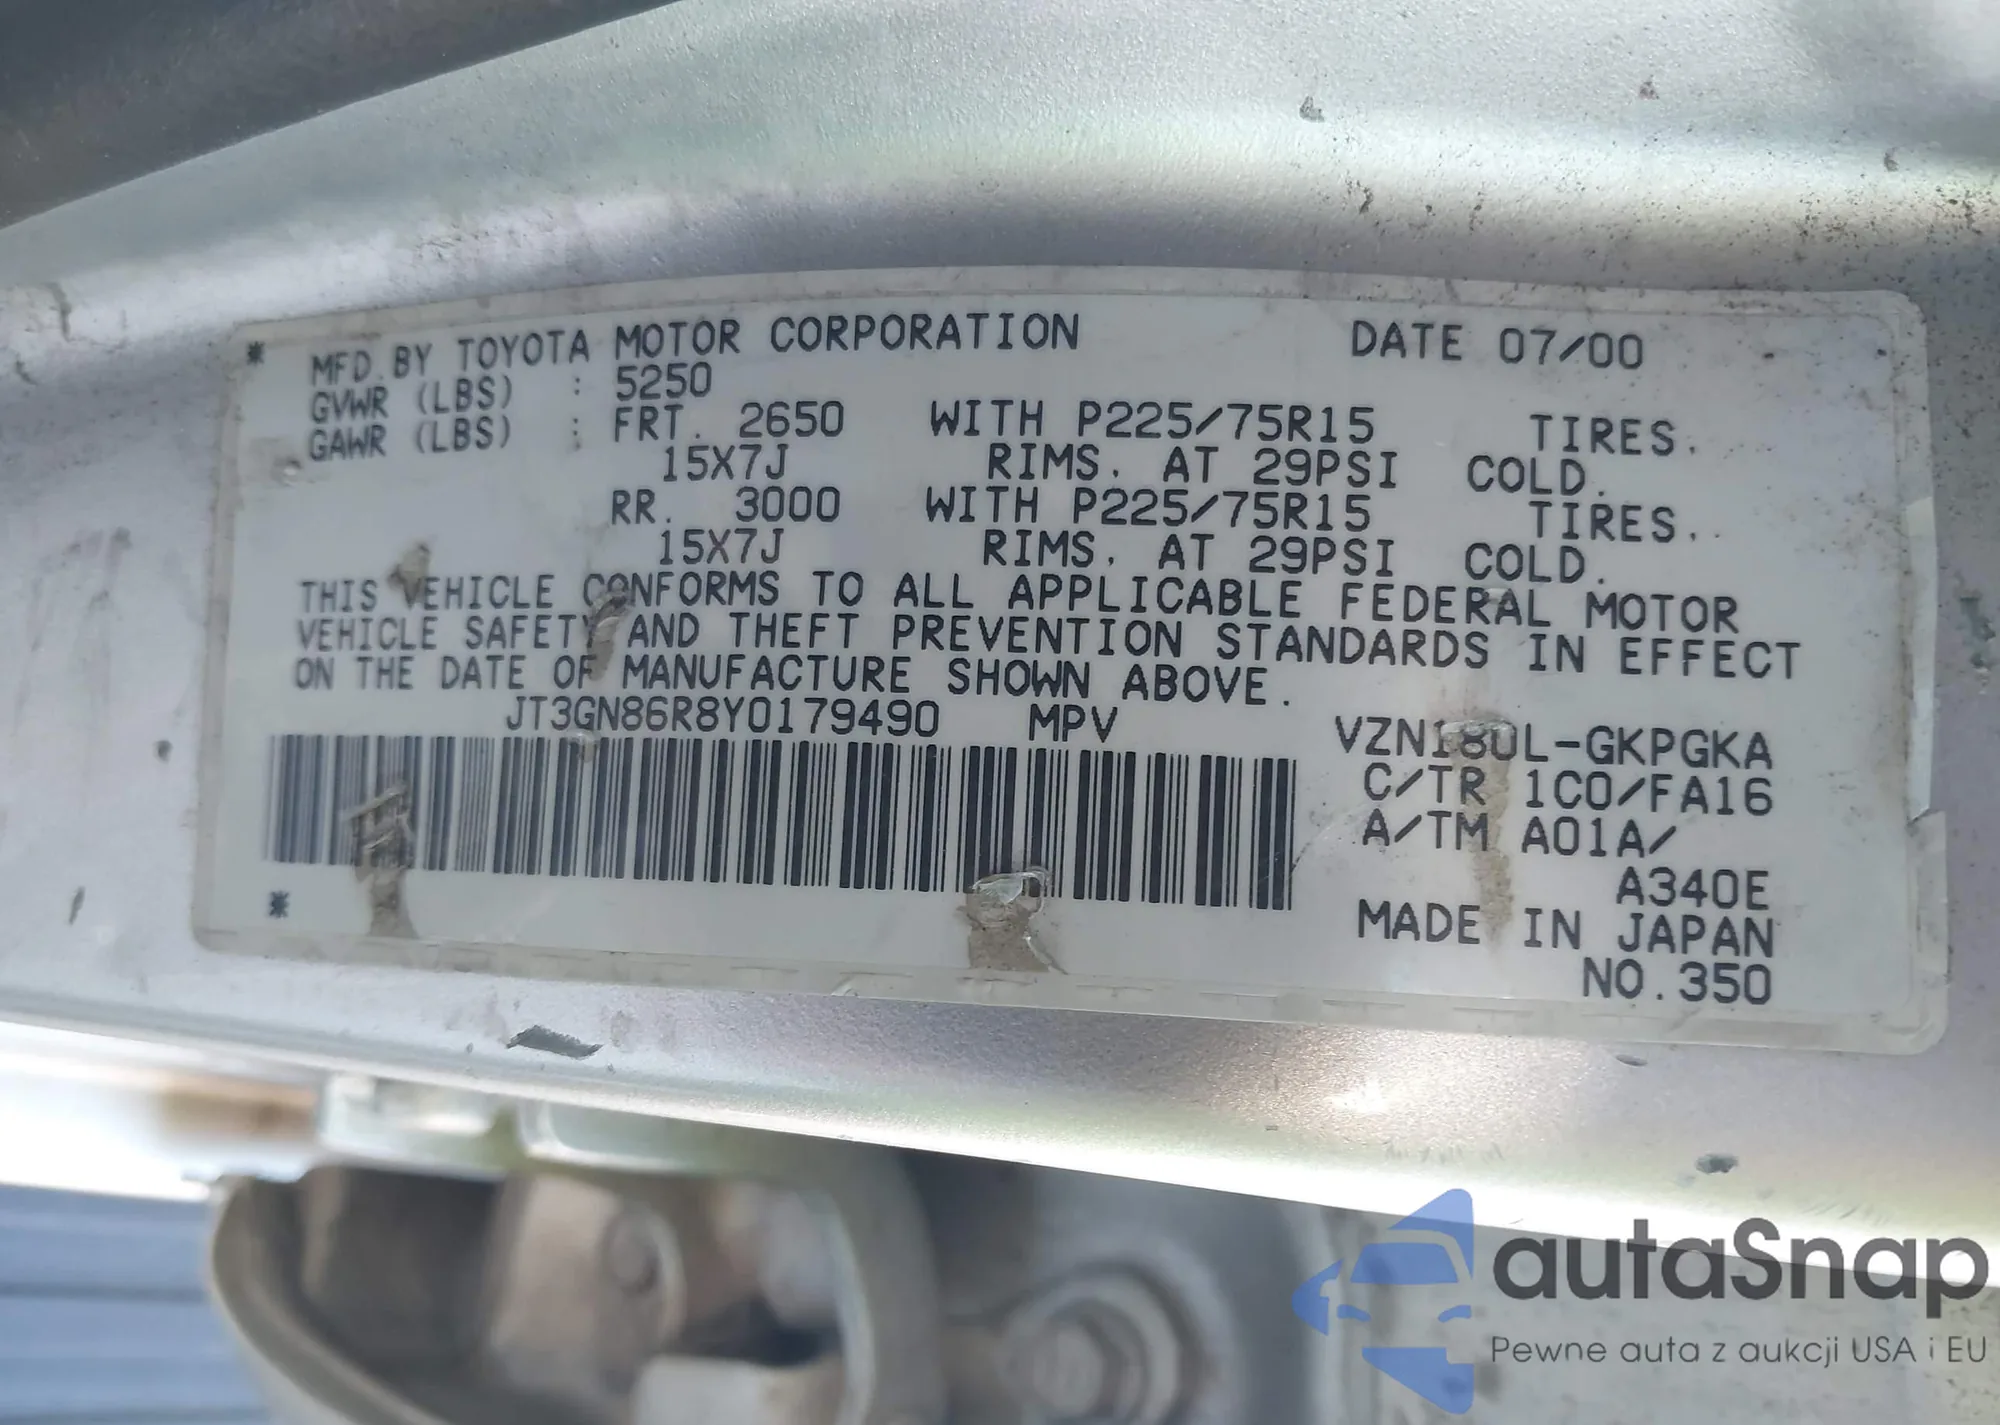 * MFD.BY TOYOTA MOTOR CORPORATION DATE 07/00
GVWR (LBS) : 5250
GAWR (LBS) : FRT. 2650 WITH P225/75R15 TIRES.
15X7J RIMS. AT 29PSI COLD.
RR. 3000 WITH P225/75R15 TIRES.
15X7J RIMS. AT 29PSI COLD.
THIS VEHICLE CONFORMS TO ALL APPLICABLE FEDERAL MOTOR
VEHICLE SAFETY AND THEFT PREVENTION STANDARDS IN EFFECT
ON THE DATE OF MANUFACTURE SHOWN ABOVE.
JT3GN86R8Y0179490 MPV VZN180L-GKPGKA
C/TR 1C0/FA16
A/TM A01A/
A340E
* MADE IN JAPAN
NO.350
autaSnap
Pewne auta z aukcji USA i EU